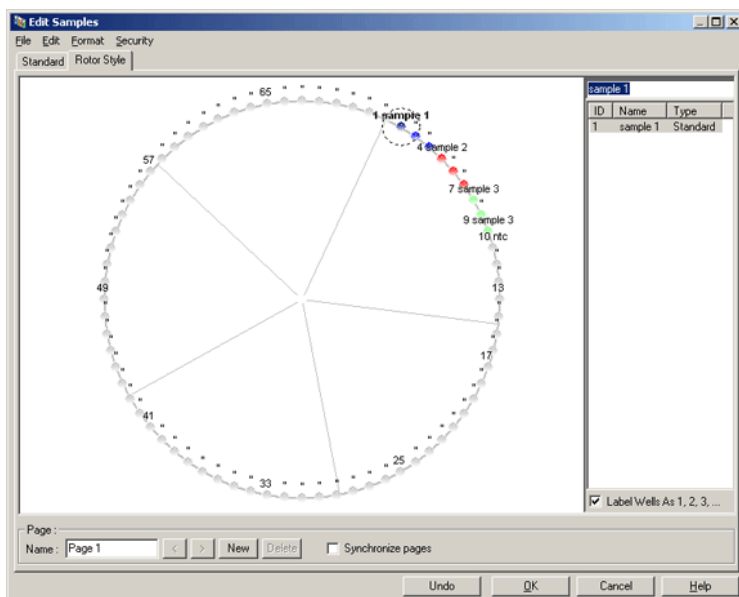 Edit Samples
File Edit Format Security
Standard Rotor Style
65
1 sample 1
4 sample 2
57
7 sample 3
9 sample 3
10 ntc
49
13
17
41
25
33
sample 1
ID Name Type
1 sample 1 Standard
Label Wells As 1, 2, 3, ...
Page :
Name : Page 1 < > New Delete Synchronize pages
Undo OK Cancel Help